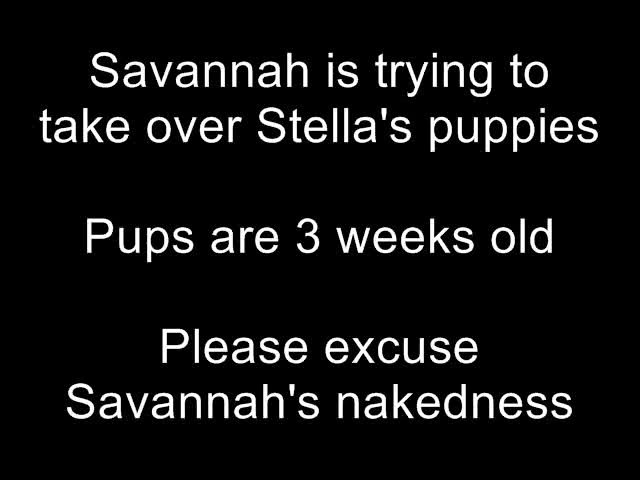 Savannah is trying to
take over Stella's puppies
Pups are 3 weeks old
Please excuse
Savannah's nakedness